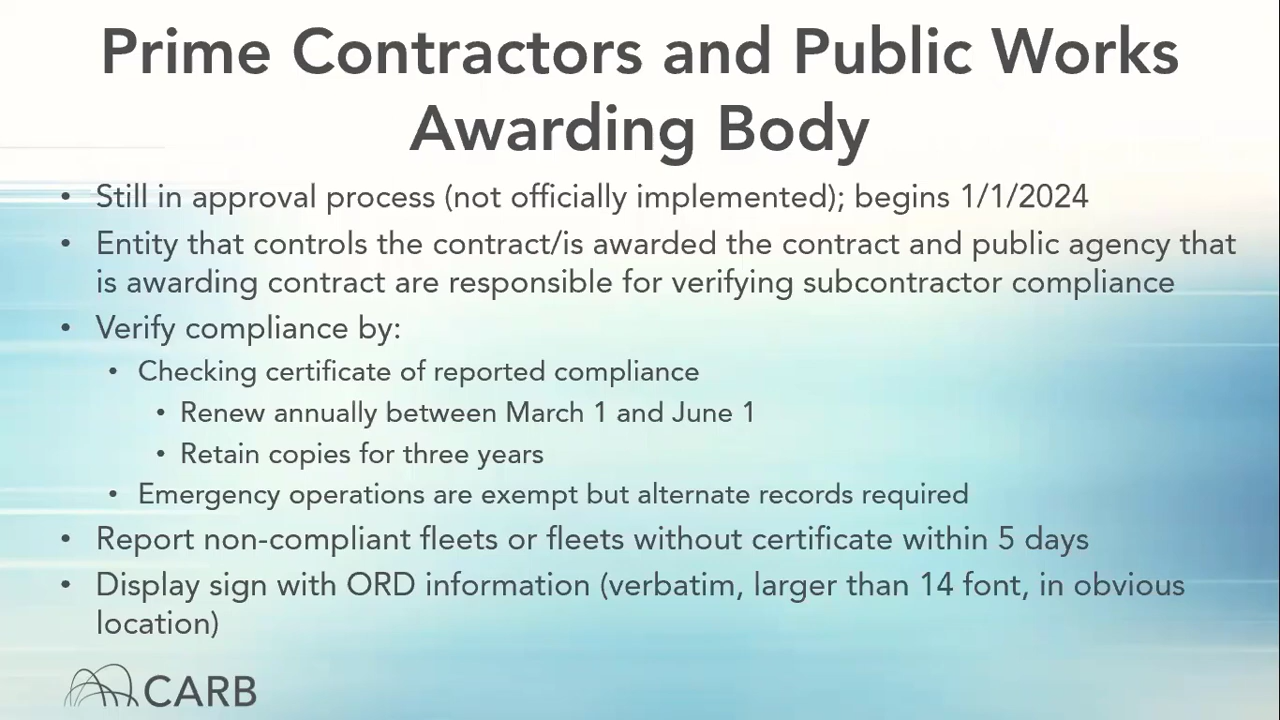 Prime Contractors and Public Works
Awarding Body
• Still in approval process (not officially implemented); begins 1/1/2024
• Entity that controls the contract/is awarded the contract and public agency that
is awarding contract are responsible for verifying subcontractor compliance
• Verify compliance by:
• Checking certificate of reported compliance
• Renew annually between March 1 and June 1
• Retain copies for three years
• Emergency operations are exempt but alternate records required
• Report non-compliant fleets or fleets without certificate within 5 days
• Display sign with ORD information (verbatim, larger than 14 font, in obvious
location)
CARB